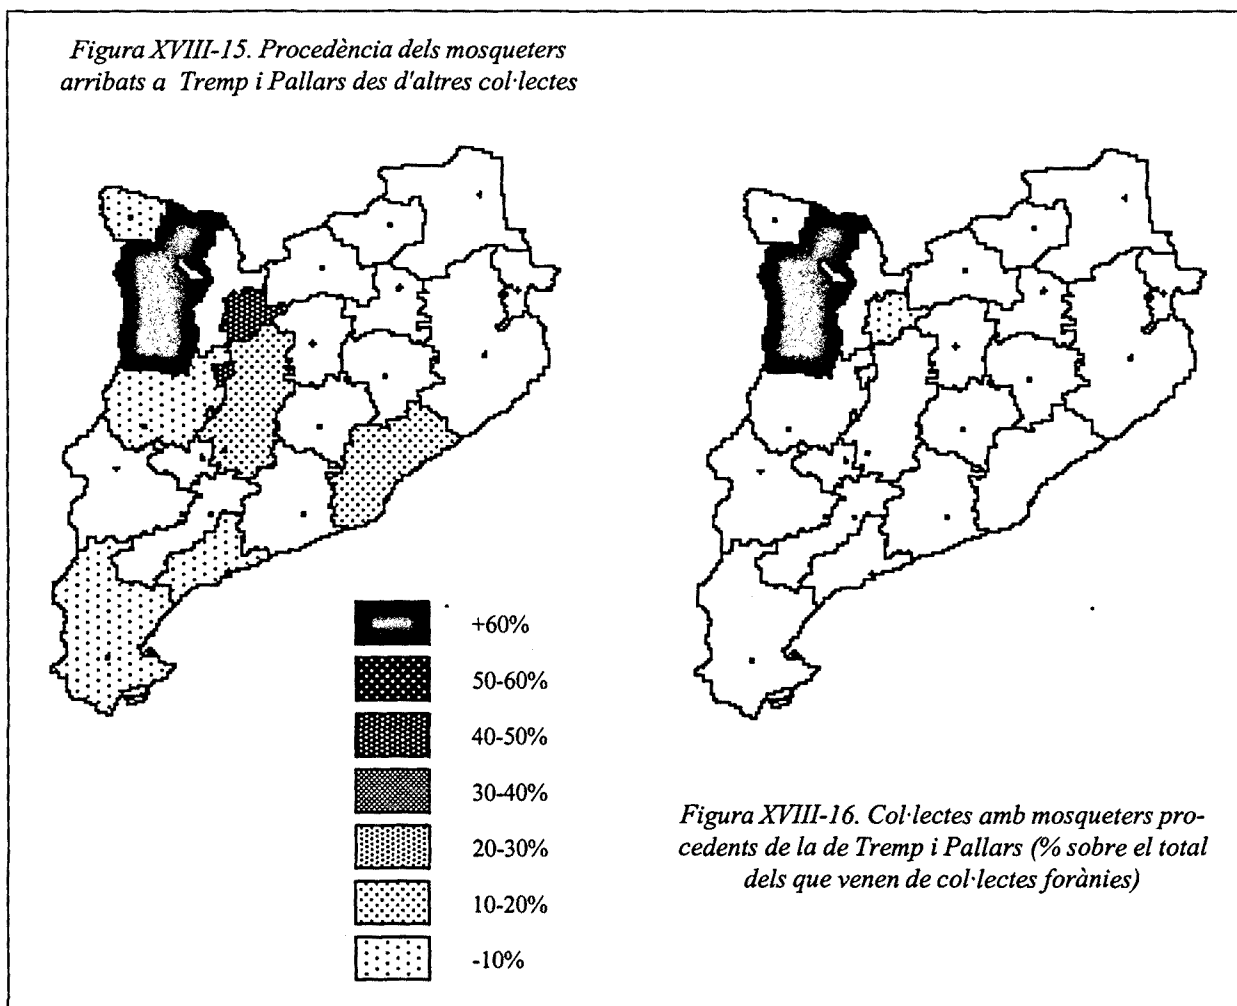 Figura XVIII-15. Procedència dels mosqueters
arribats a Tremp i Pallars des d'altres col·lectes
+60%
50-60%
40-50%
30-40%
20-30%
10-20%
-10%
Figura XVIII-16. Col·lectes amb mosqueters pro-
cedents de la de Tremp i Pallars (% sobre el total
dels que venen de col·lectes forànies)